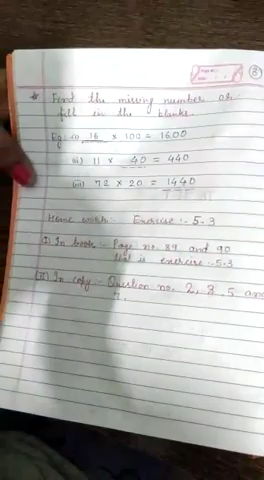 * Find the missing number or
fill in the blanks.
Eg:- (i) 16 × 100 = 1600
(ii) 11 × 40 = 440
(iii) 72 × 20 = 1440
Home work:- Exercise :- 5.3
(I) In book:- Page no. 89 and 90
that is exercise :- 5.3
(II) In copy:- Question no. 2, 3, 5 and
7.